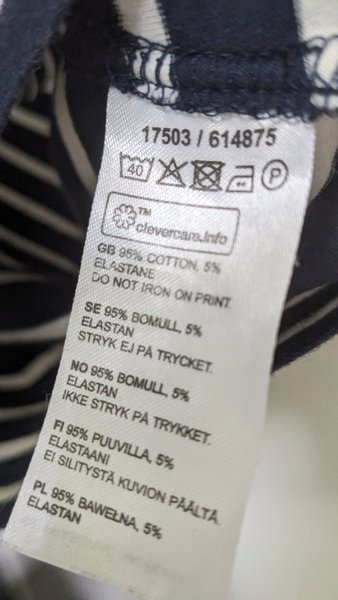 17503 / 614875
40 P
TM
clevercare.info
GB 95% COTTON, 5%
ELASTANE
DO NOT IRON ON PRINT.
SE 95% BOMULL, 5%
ELASTAN
STRYK EJ PÅ TRYCKET.
NO 95% BOMULL, 5%
ELASTAN
IKKE STRYK PÅ TRYKKET.
FI 95% PUUVILLA, 5%
ELASTAANI
EI SILITYSTÄ KUVION PÄÄLTÄ.
PL 95% BAWEŁNA, 5%
ELASTAN